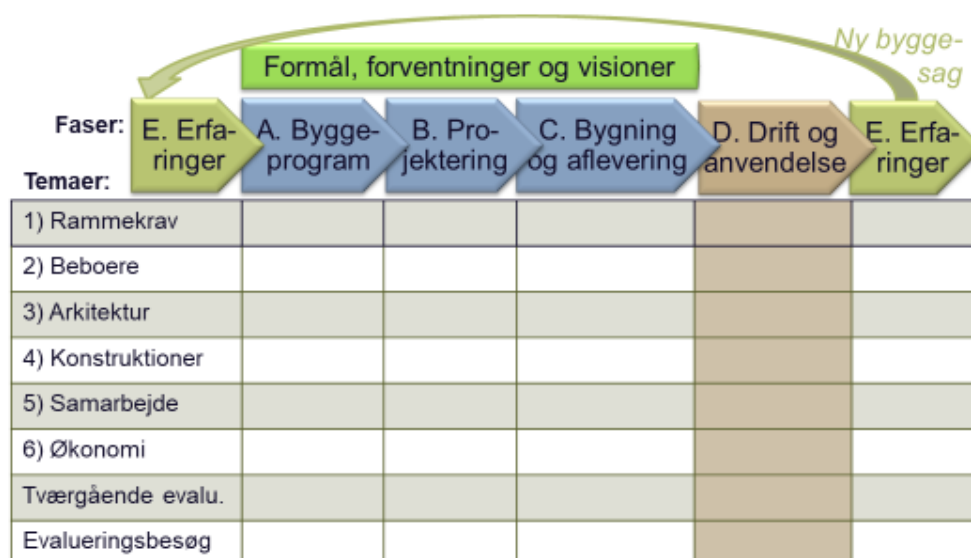 Ny bygge-
sag
Formål, forventninger og visioner
Faser:
E. Erfa-
ringer
A. Bygge-
program
B. Pro-
jektering
C. Bygning
og aflevering
D. Drift og
anvendelse
E. Erfa-
ringer
Temaer:
1) Rammekrav
2) Beboere
3) Arkitektur
4) Konstruktioner
5) Samarbejde
6) Økonomi
Tværgående evalu.
Evalueringsbesøg